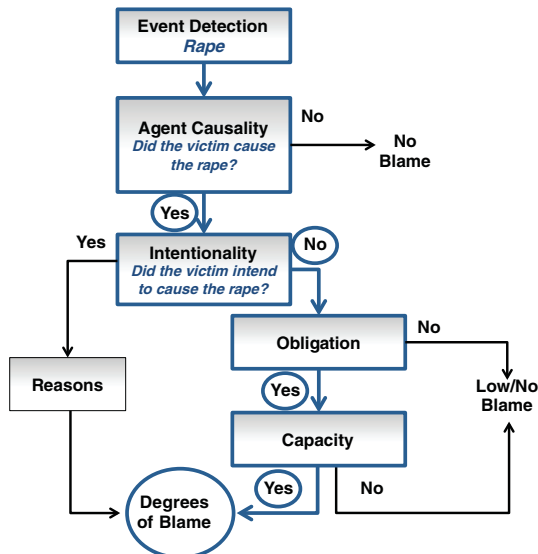 Event Detection
Rape
Agent Causality
Did the victim cause
the rape?
No
No
Blame
Yes
Yes
Intentionality
Did the victim intend
to cause the rape?
No
Obligation
No
Reasons
Yes
Low/No
Blame
Capacity
Yes
No
Degrees
of Blame